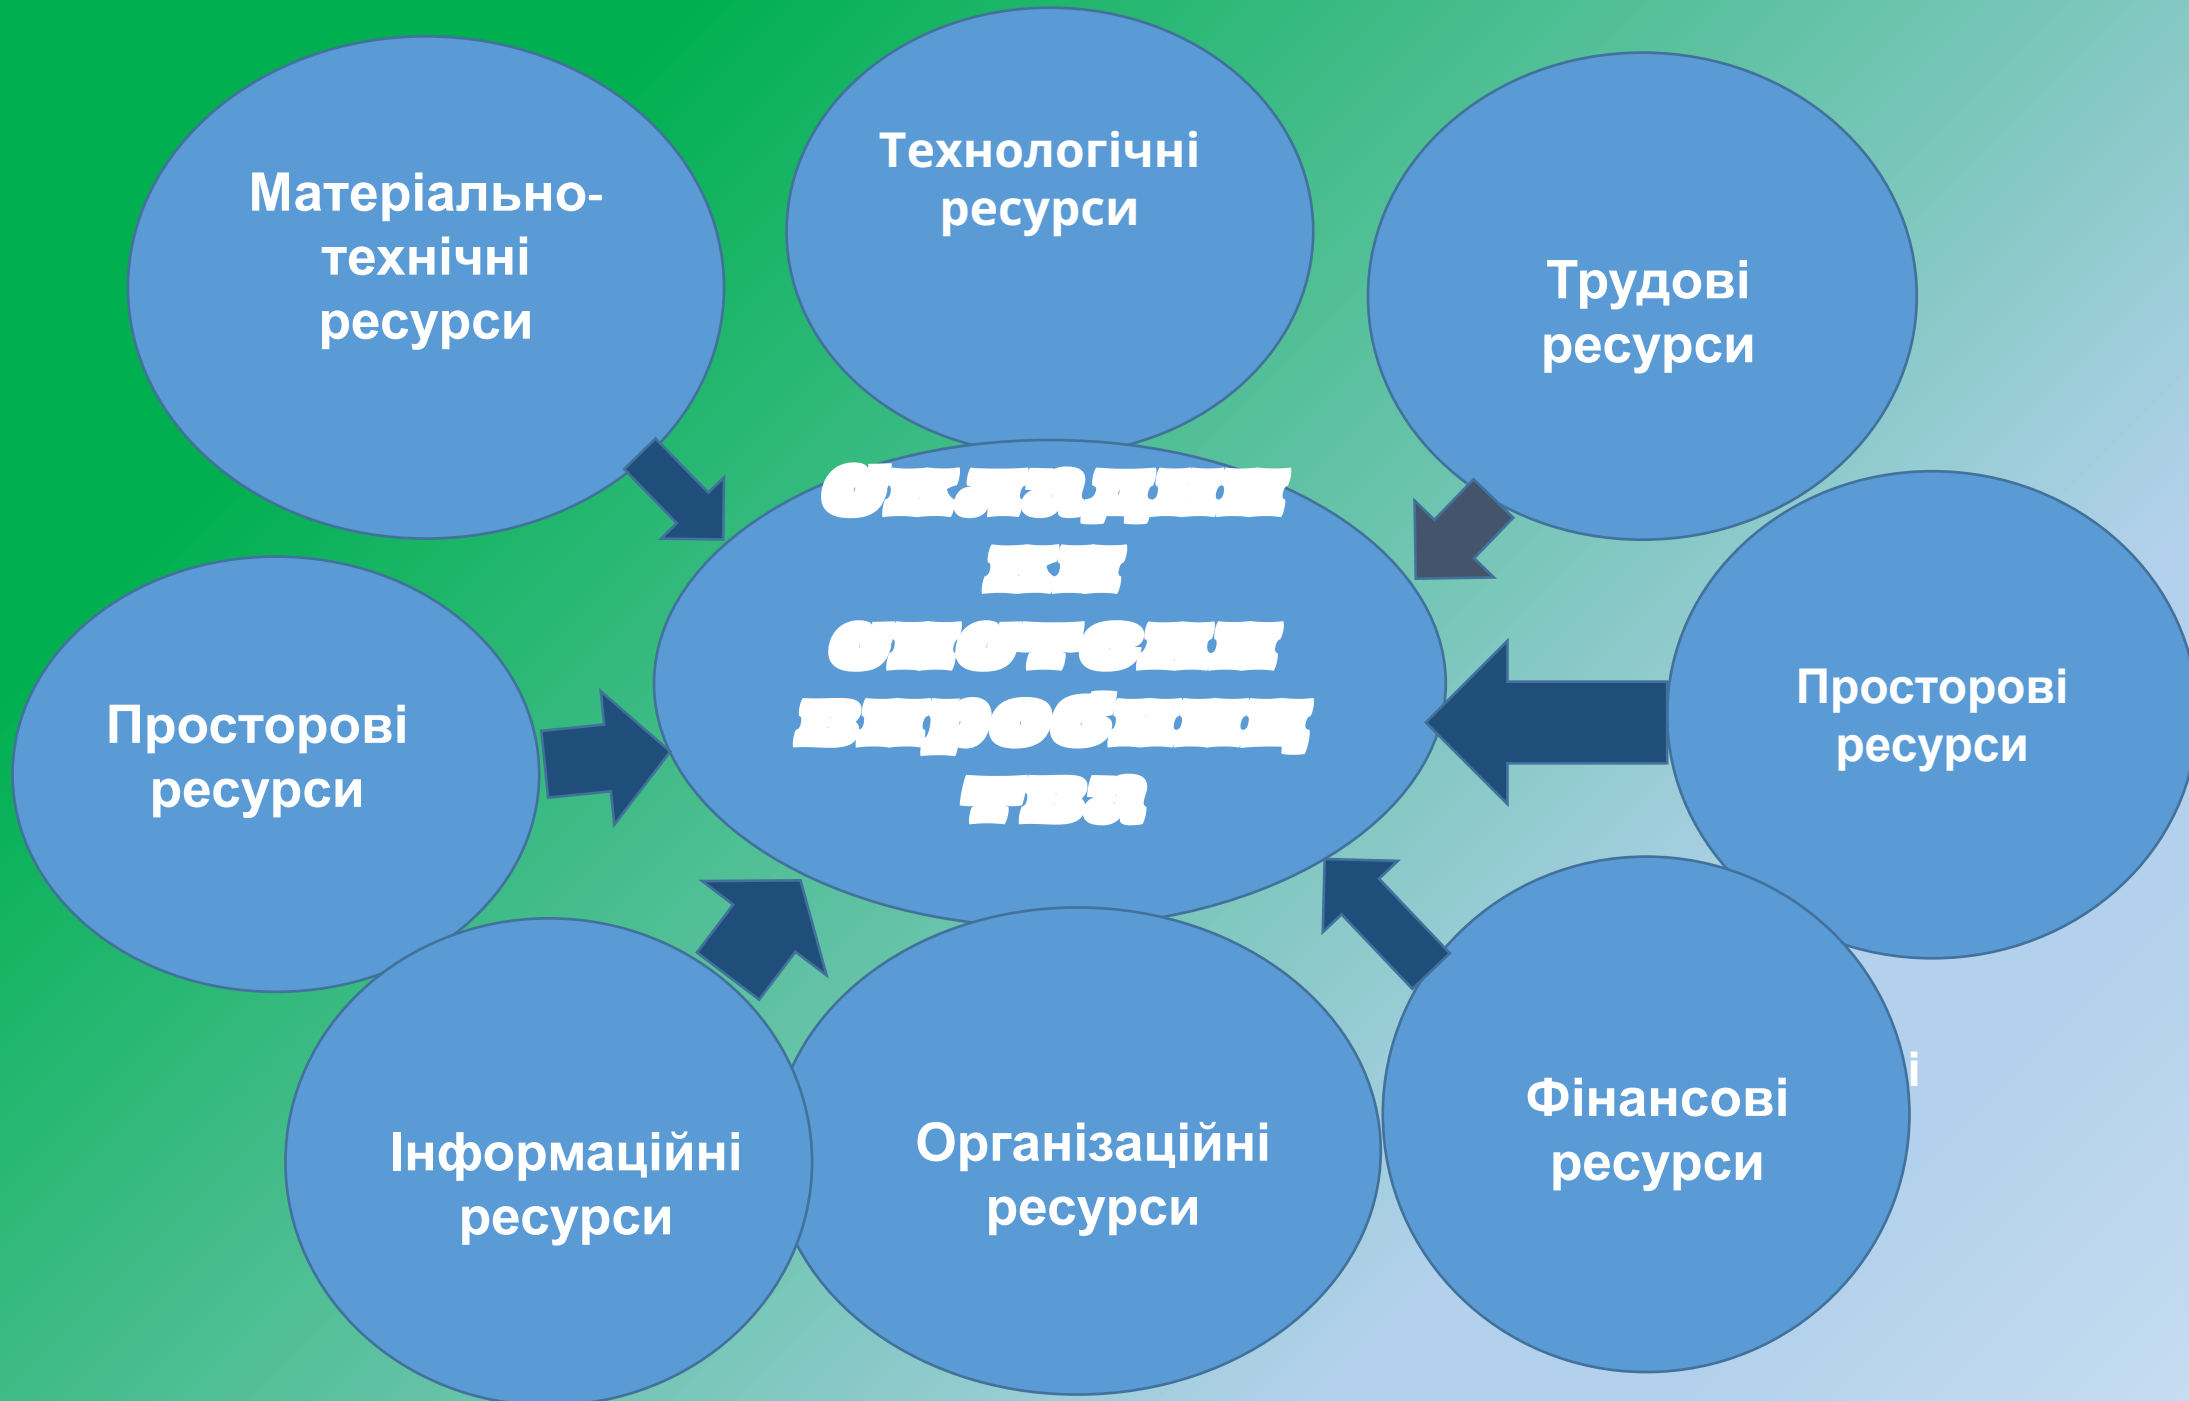 Матеріально-
технічні
ресурси
Технологічні
ресурси
Трудові
ресурси
Просторові
ресурси
Просторові
ресурси
Інформаційні
ресурси
Організаційні
ресурси
Фінансові
ресурси
і